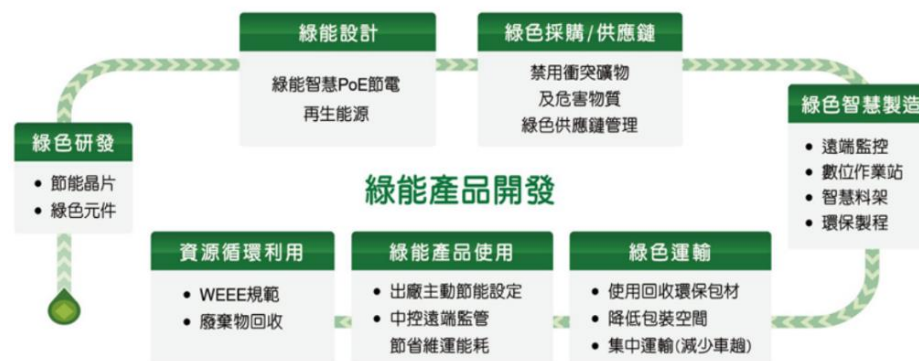 綠能產品開發
綠色研發
• 節能晶片
• 綠色元件
綠能設計
綠能智慧PoE節電
再生能源
綠色採購/供應鏈
禁用衝突礦物
及危害物質
綠色供應鏈管理
綠色智慧製造
• 遠端監控
• 數位作業站
• 智慧料架
• 環保製程
綠色運輸
• 使用回收環保包材
• 降低包裝空間
• 集中運輸(減少車趟)
綠能產品使用
• 出廠主動節能設定
• 中控遠端監管
節省維運能耗
資源循環利用
• WEEE規範
• 廢棄物回收